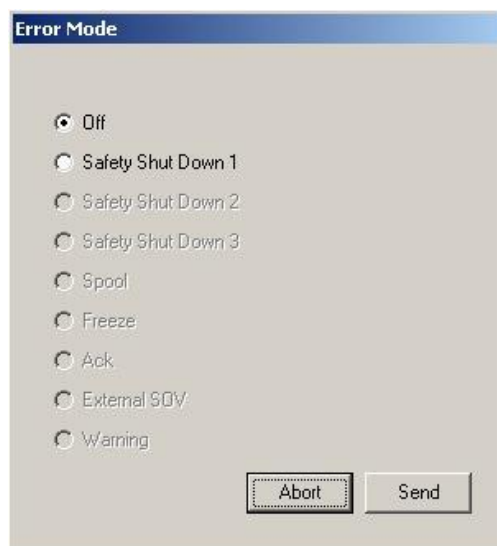 Error Mode
Off
Safety Shut Down 1
Safety Shut Down 2
Safety Shut Down 3
Spool
Freeze
Ack
External SOV
Warning
Abort Send